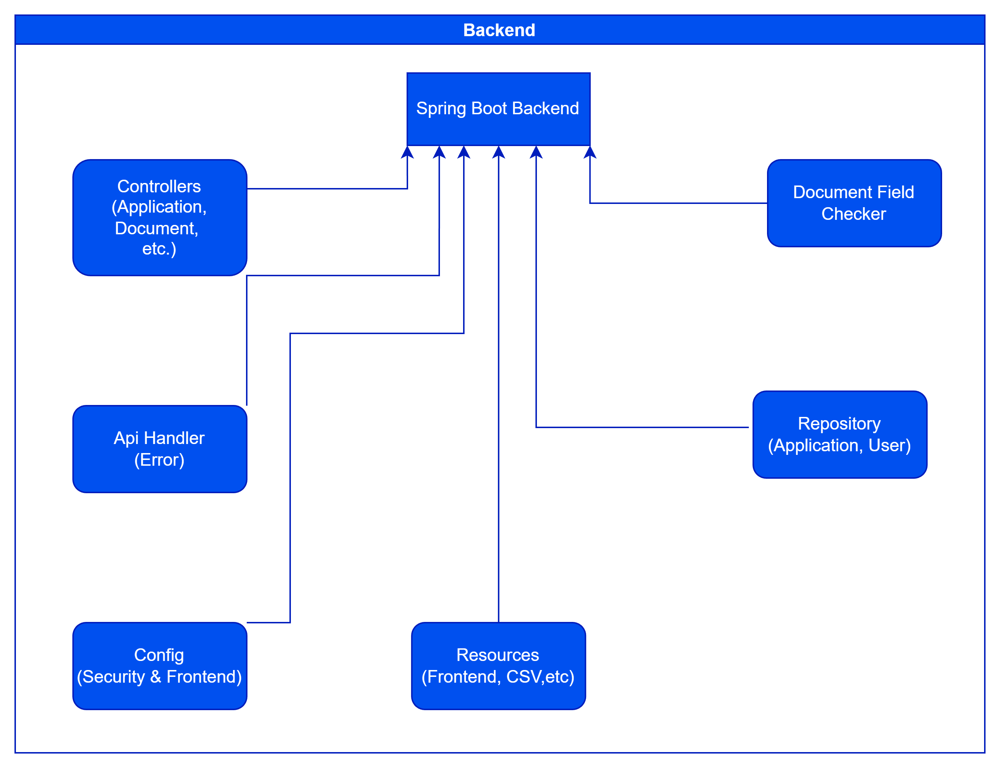 Backend
Spring Boot Backend
Controllers
(Application,
Document,
etc.)
Document Field
Checker
Api Handler
(Error)
Repository
(Application, User)
Config
(Security & Frontend)
Resources
(Frontend, CSV,etc)